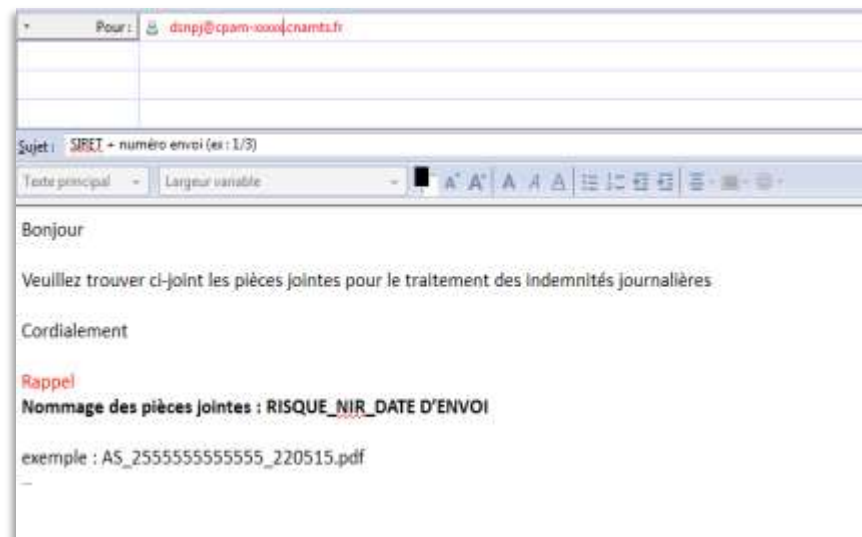 Pour :
dsnpj@cpam-xxxxx.cnamts.fr
Sujet : SIRET + numéro envoi (ex : 1/3)
Texte principal Largeur variable
Bonjour
Veuillez trouver ci-joint les pièces jointes pour le traitement des indemnités journalières
Cordialement
Rappel
Nommage des pièces jointes : RISQUE_NIR_DATE D'ENVOI
exemple : AS_2555555555555_220515.pdf